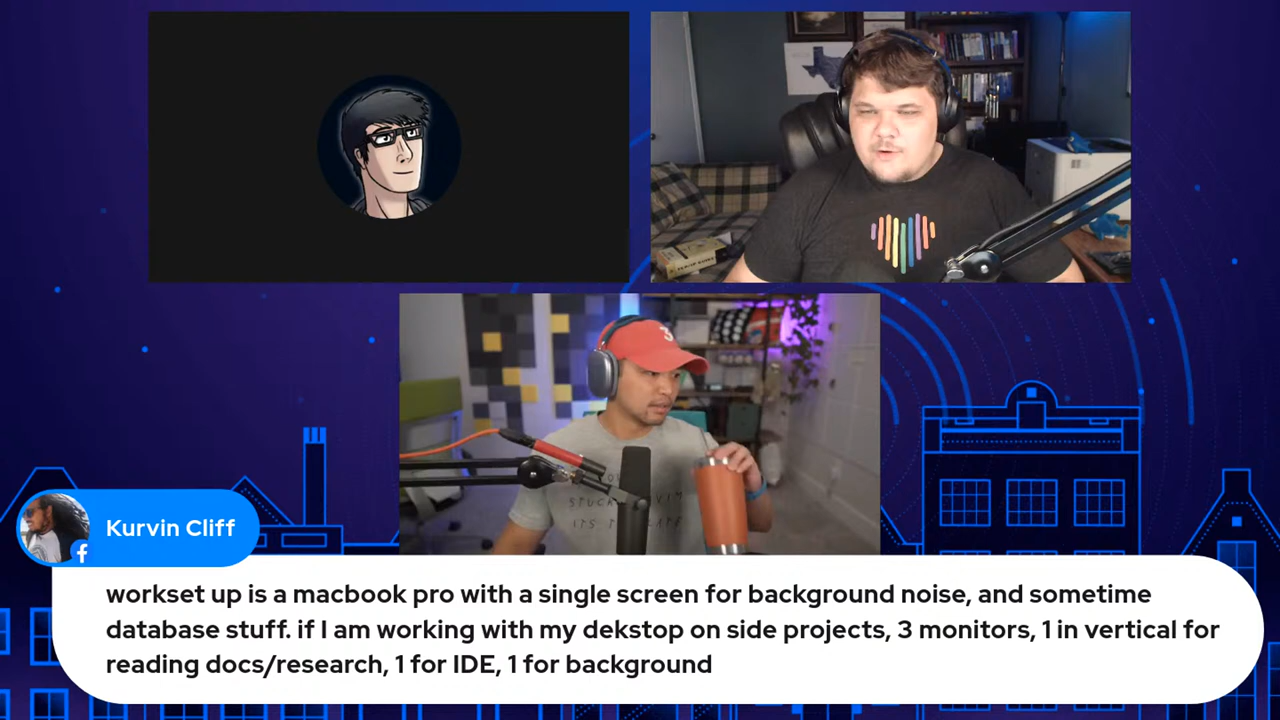 3
Kurvin Cliff
workset up is a macbook pro with a single screen for background noise, and sometime
database stuff. if I am working with my dekstop on side projects, 3 monitors, 1 in vertical for
reading docs/research, 1 for IDE, 1 for background